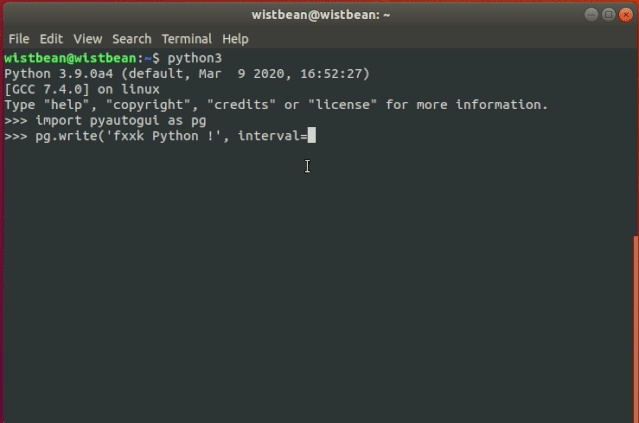 wistbean@wistbean: ~
File Edit View Search Terminal Help
wistbean@wistbean:~$ python3
Python 3.9.0a4 (default, Mar  9 2020, 16:52:27)
[GCC 7.4.0] on linux
Type "help", "copyright", "credits" or "license" for more information.
>>> import pyautogui as pg
>>> pg.write('fxxk Python !', interval=